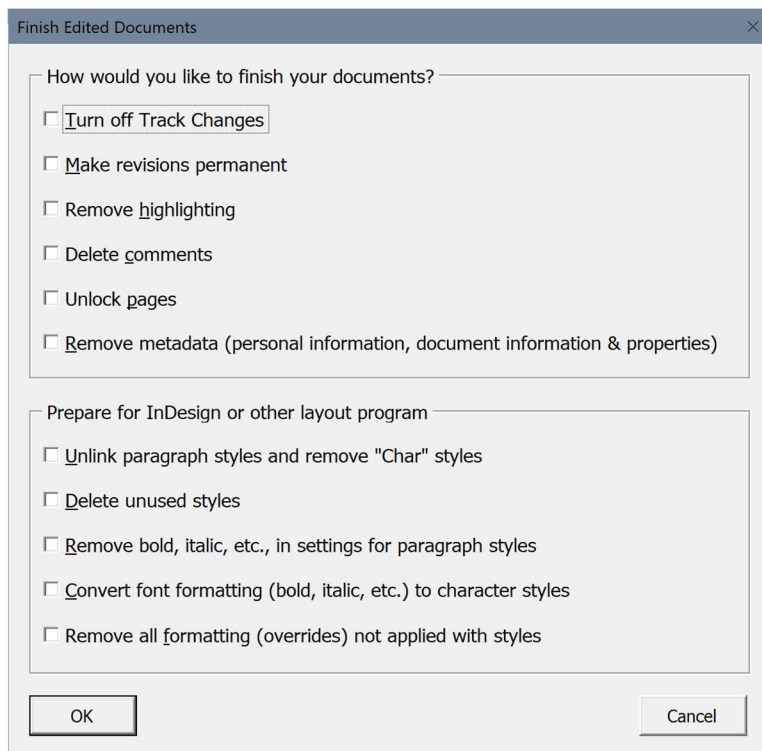 Finish Edited Documents
How would you like to finish your documents?
Turn off Track Changes
Make revisions permanent
Remove highlighting
Delete comments
Unlock pages
Remove metadata (personal information, document information & properties)
Prepare for InDesign or other layout program
Unlink paragraph styles and remove "Char" styles
Delete unused styles
Remove bold, italic, etc., in settings for paragraph styles
Convert font formatting (bold, italic, etc.) to character styles
Remove all formatting (overrides) not applied with styles
OK
Cancel